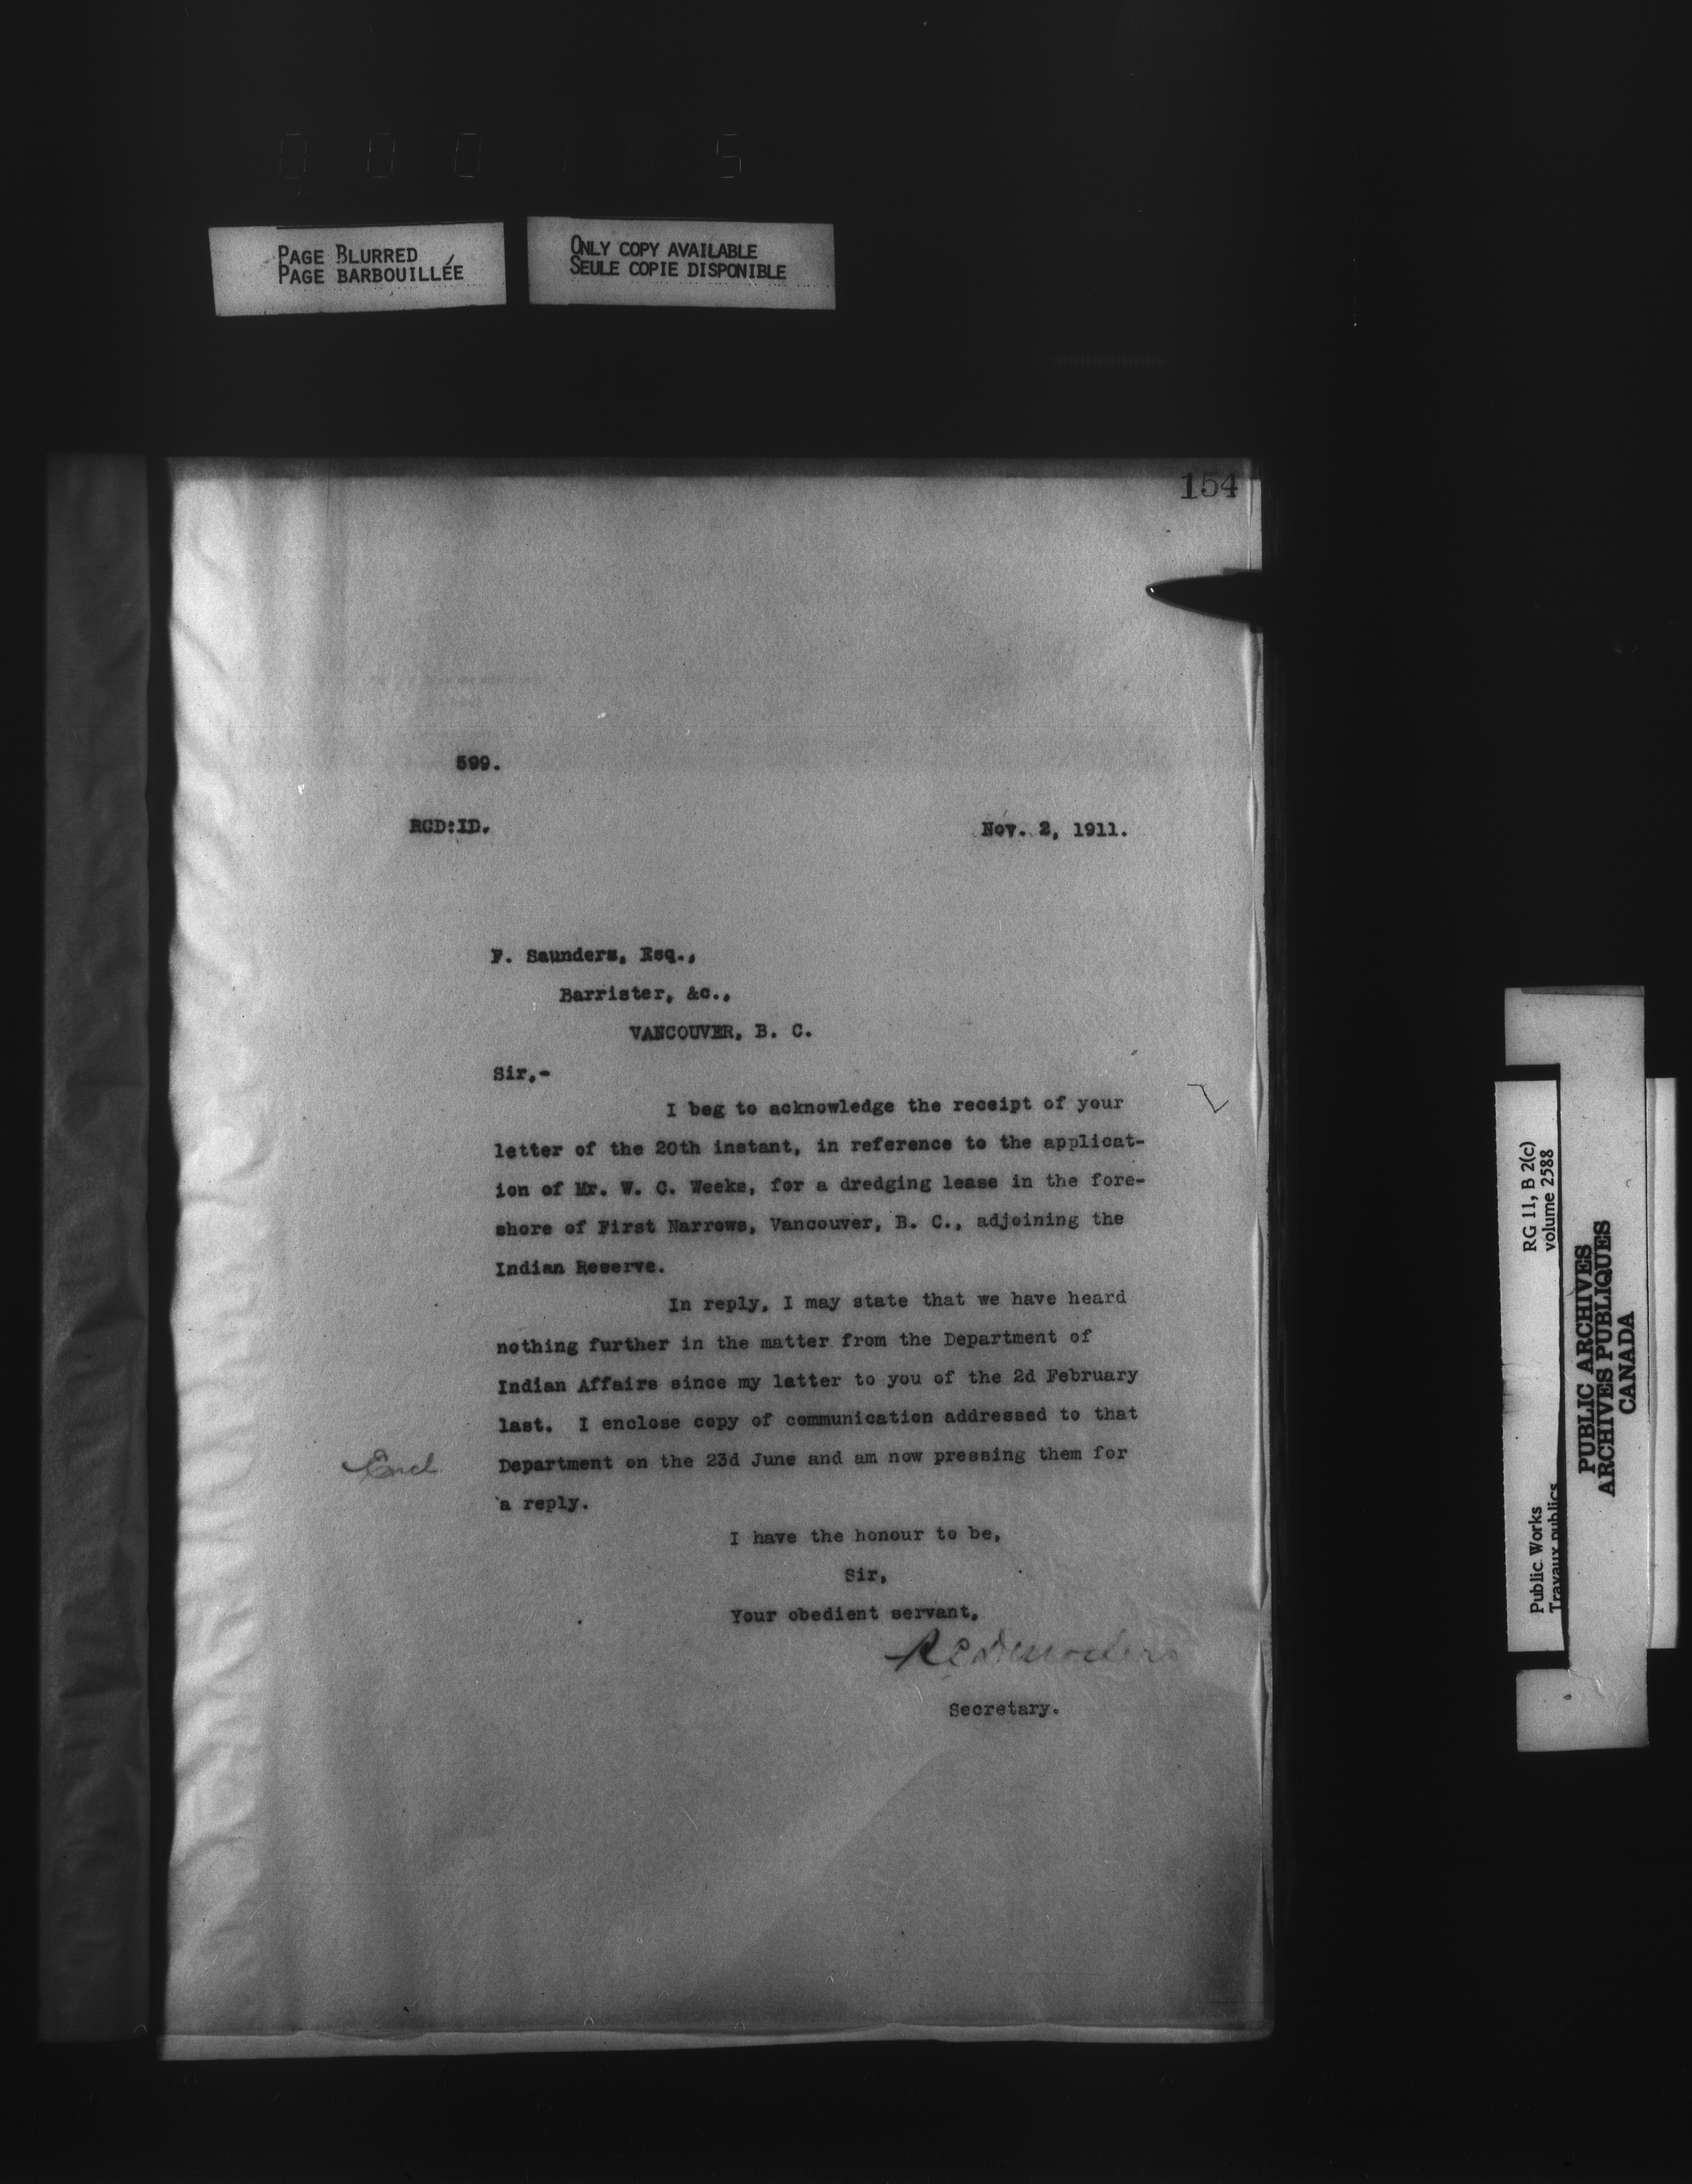 PAGE BLURRED
PAGE BARBOUILLÉE
ONLY COPY AVAILABLE
SEULE COPIE DISPONIBLE
154
599.
RCD:ID.
Nov. 2, 1911.
F. Saunders, Esq.,
Barrister, &c.,
VANCOUVER, B. C.
Sir,-
I beg to acknowledge the receipt of your
letter of the 20th instant, in reference to the applicat-
ion of Mr. W. C. Weeks, for a dredging lease in the fore-
shore of First Narrows, Vancouver, B. C., adjoining the
Indian Reserve.
In reply, I may state that we have heard
nothing further in the matter from the Department of
Indian Affairs since my latter to you of the 2d February
last. I enclose copy of communication addressed to that
Encl
Department on the 23d June and am now pressing them for
a reply.
I have the honour to be,
Sir,
Your obedient servant,
Secretary.
RG 11, B 2(c)
volume 2588
Public Works
Travaux publics
PUBLIC ARCHIVES
ARCHIVES PUBLIQUES
CANADA